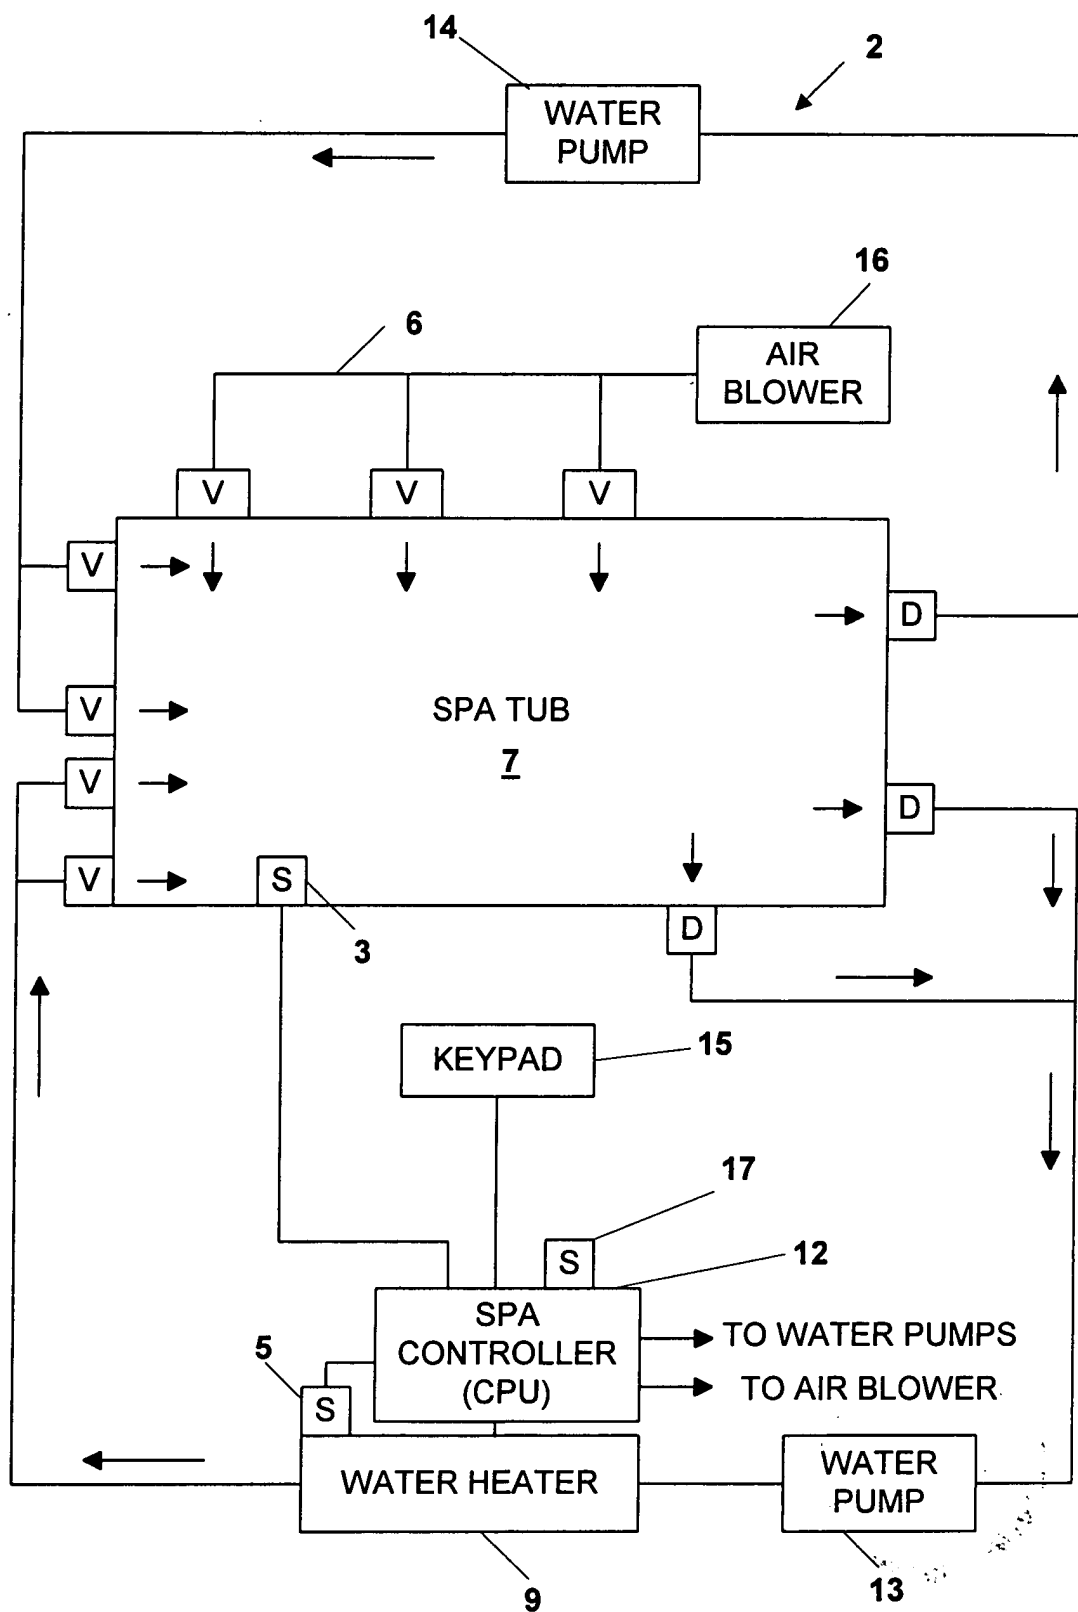 14
2
WATER
PUMP
16
6
AIR
BLOWER
V V V
V
D
V
SPA TUB
7
V
D
V
S
3
D
KEYPAD
15
17
S
12
SPA
CONTROLLER
(CPU)
TO WATER PUMPS
TO AIR BLOWER
5
S
WATER HEATER
WATER
PUMP
9
13